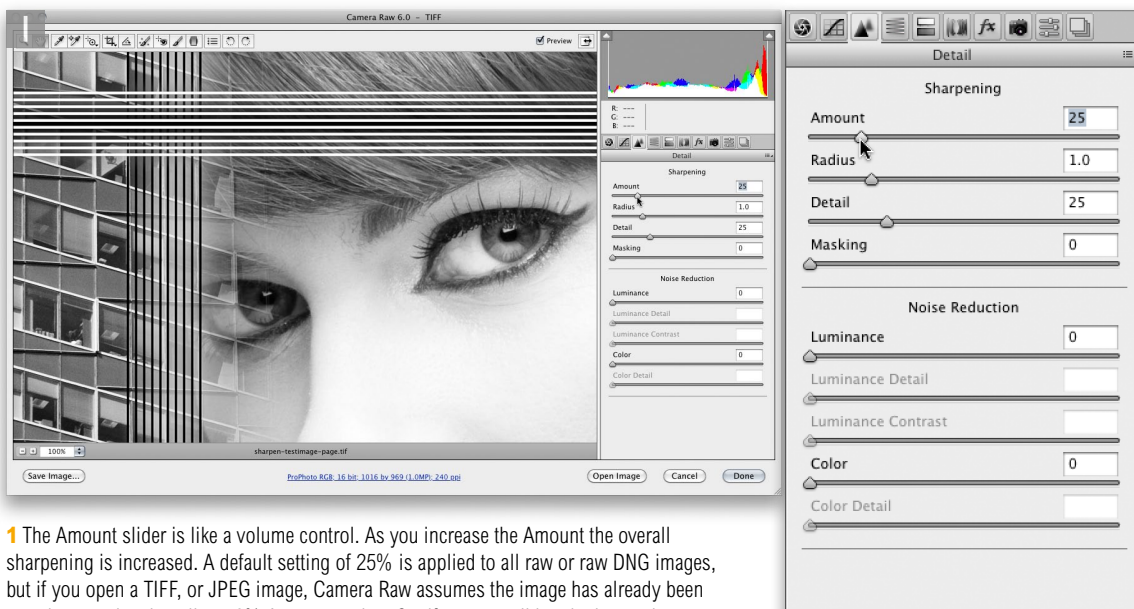 1
Camera Raw 6.0 - TIFF
Preview
R: ---
G: ---
B: ---
Detail
Sharpening
Amount 25
Radius 1.0
Detail 25
Masking 0
Noise Reduction
Luminance 0
Luminance Detail
Luminance Contrast
Color 0
Color Detail
100%
sharpen-testimage-page.tif
Save Image...
ProPhoto RGB; 16 bit; 1016 by 969 (1.0MP); 240 ppi
Open Image Cancel Done
fx
Detail
Sharpening
Amount 25
Radius 1.0
Detail 25
Masking 0
Noise Reduction
Luminance 0
Luminance Detail
Luminance Contrast
Color 0
Color Detail
1 The Amount slider is like a volume control. As you increase the Amount the overall
sharpening is increased. A default setting of 25% is applied to all raw or raw DNG images,
but if you open a TIFF, or JPEG image, Camera Raw assumes the image has already been